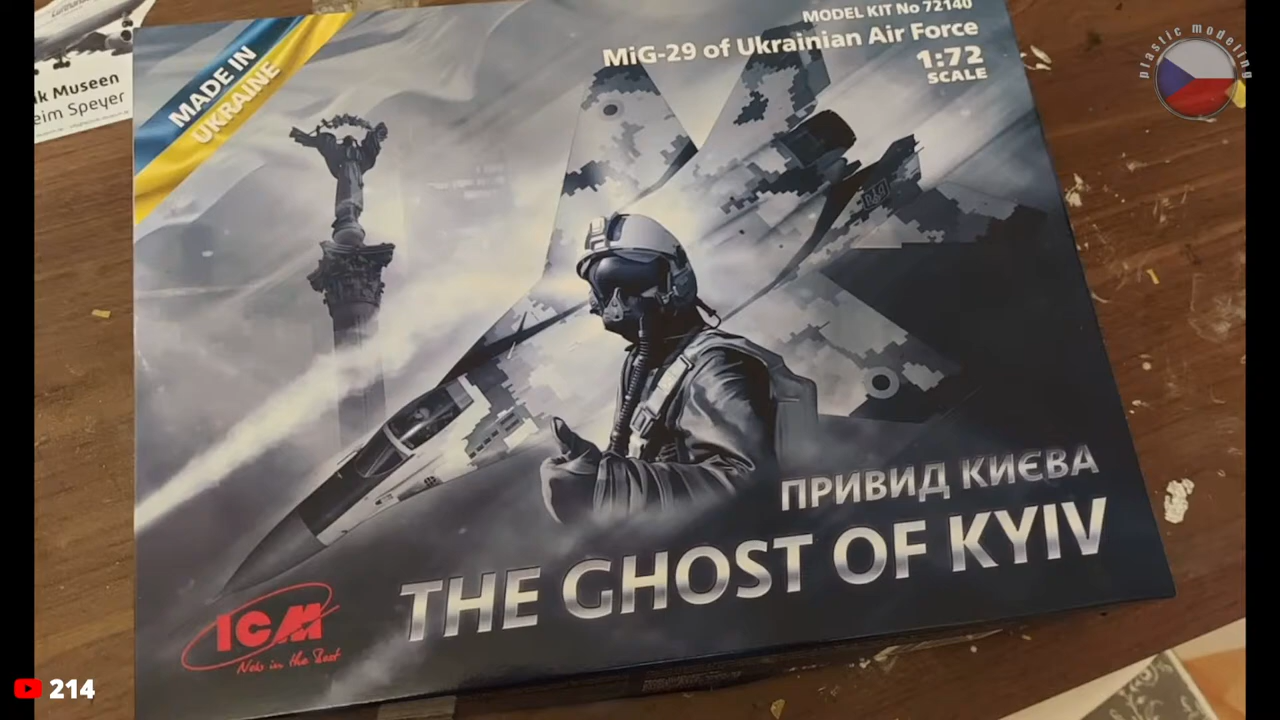 MODEL KIT No 72140
MiG-29 of Ukrainian Air Force
1:72
SCALE
MADE IN
UKRAINE
plastic modeling
k Museen
eim Speyer
ПРИВИД КИЄВА
THE GHOST OF KYIV
ICM
New in the Best
214